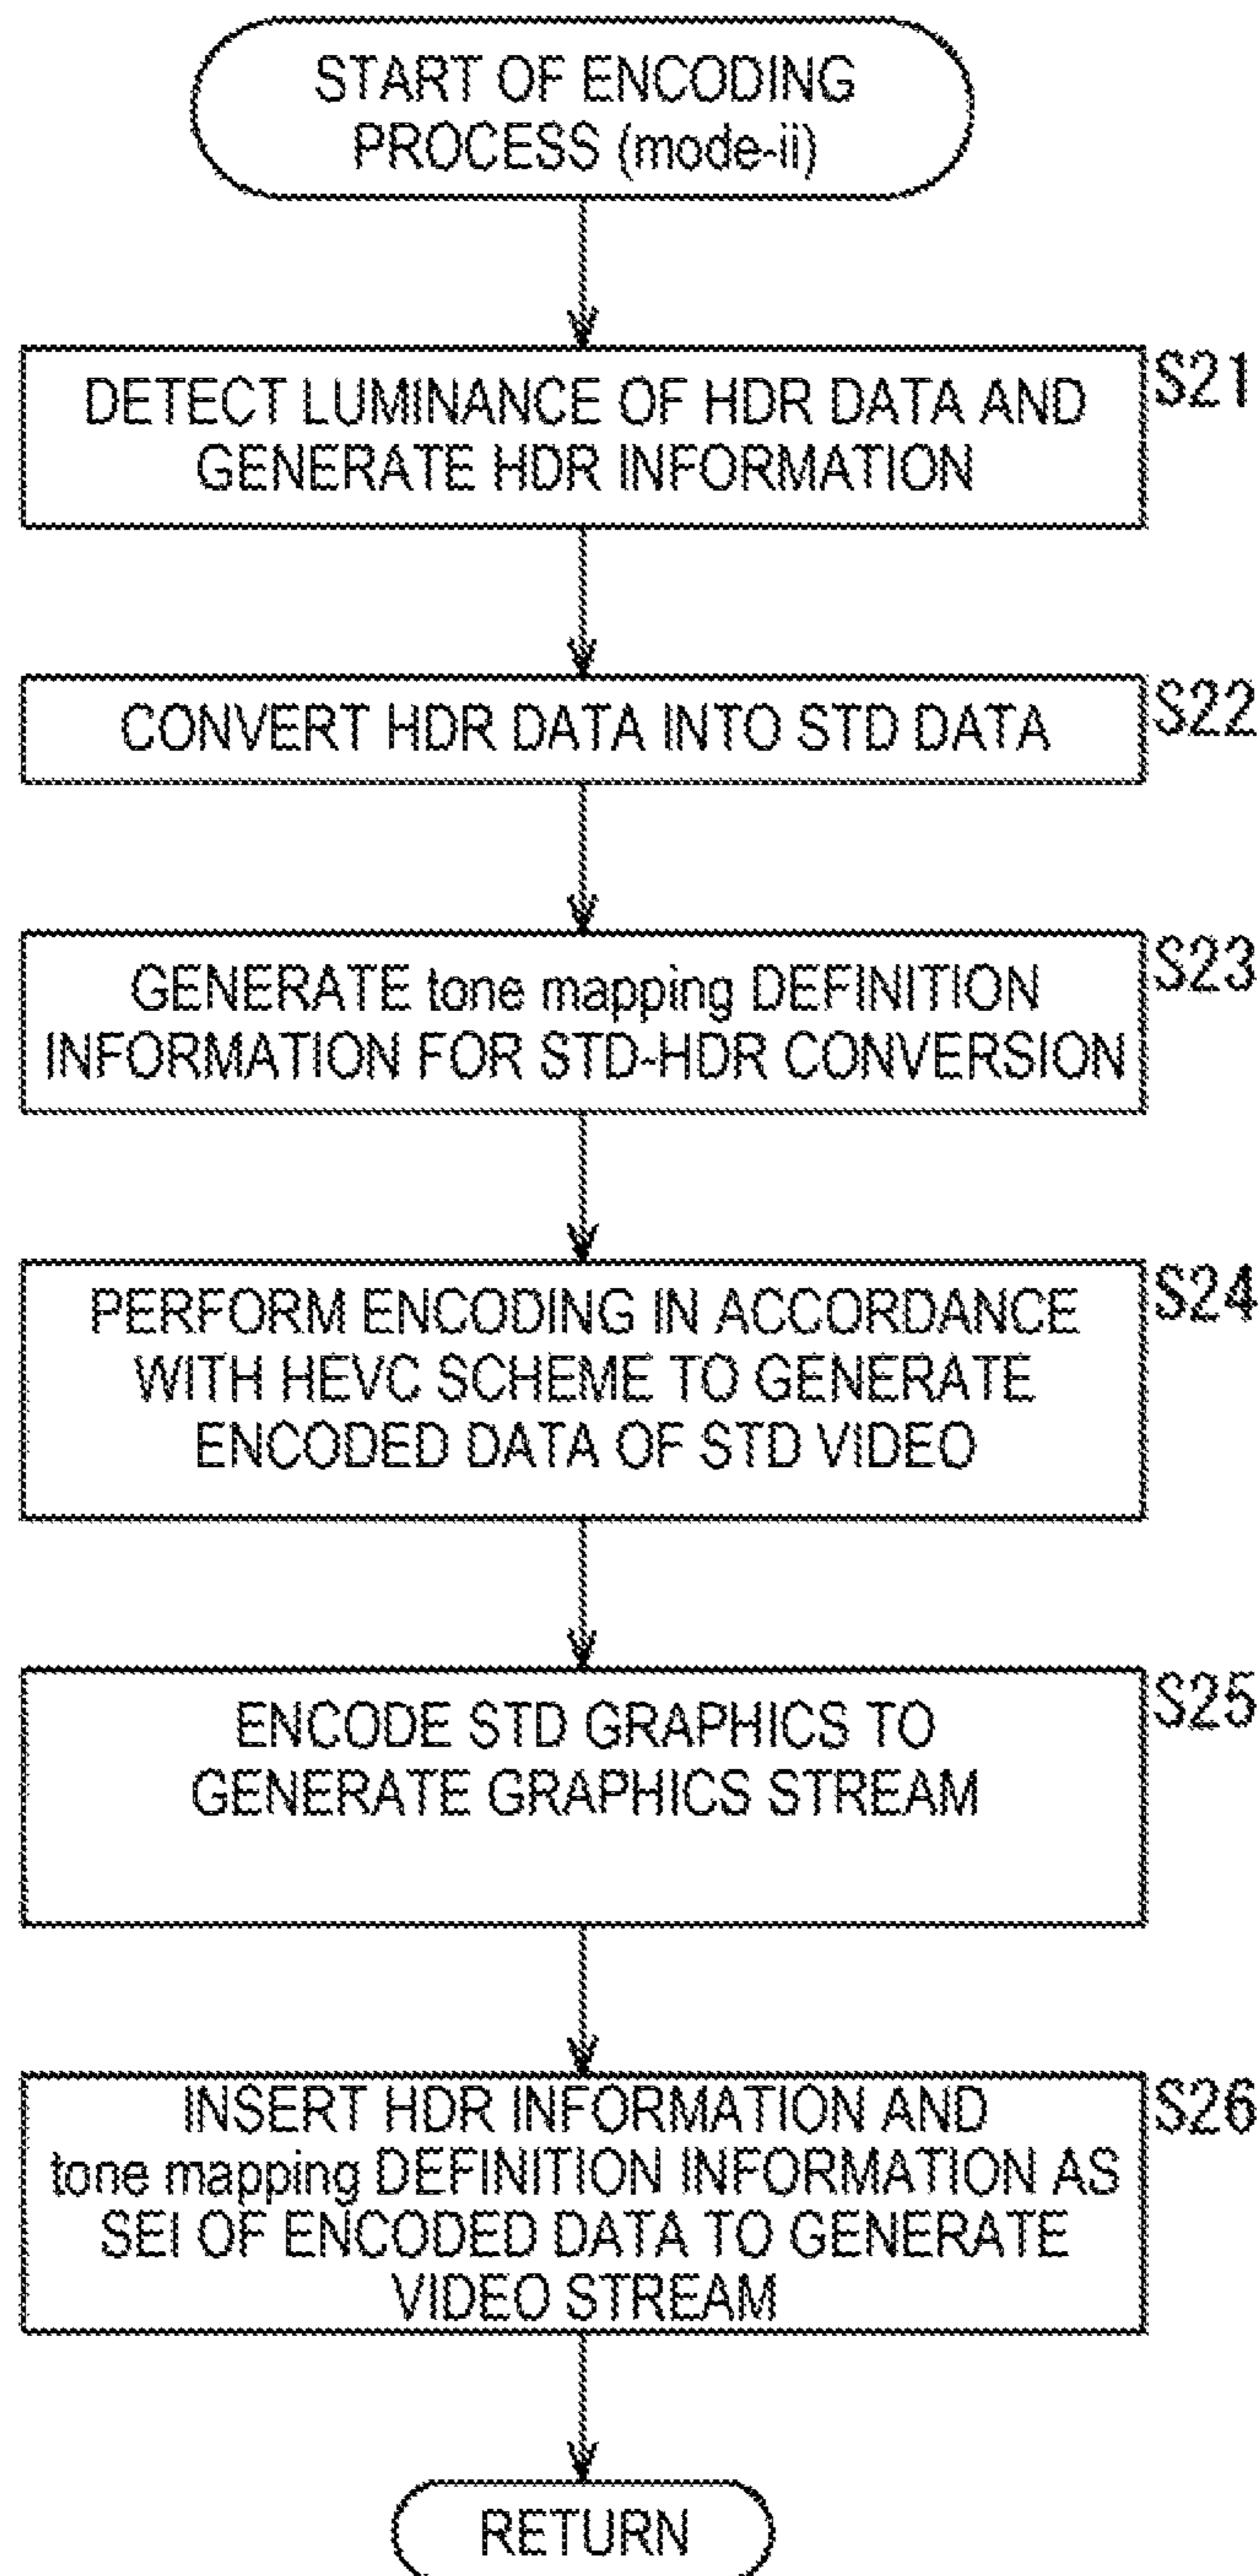 START OF ENCODING
PROCESS (mode-ii)
S21
DETECT LUMINANCE OF HDR DATA AND
GENERATE HDR INFORMATION
S22
CONVERT HDR DATA INTO STD DATA
S23
GENERATE tone mapping DEFINITION
INFORMATION FOR STD-HDR CONVERSION
S24
PERFORM ENCODING IN ACCORDANCE
WITH HEVC SCHEME TO GENERATE
ENCODED DATA OF STD VIDEO
S25
ENCODE STD GRAPHICS TO
GENERATE GRAPHICS STREAM
S26
INSERT HDR INFORMATION AND
tone mapping DEFINITION INFORMATION AS
SEI OF ENCODED DATA TO GENERATE
VIDEO STREAM
RETURN